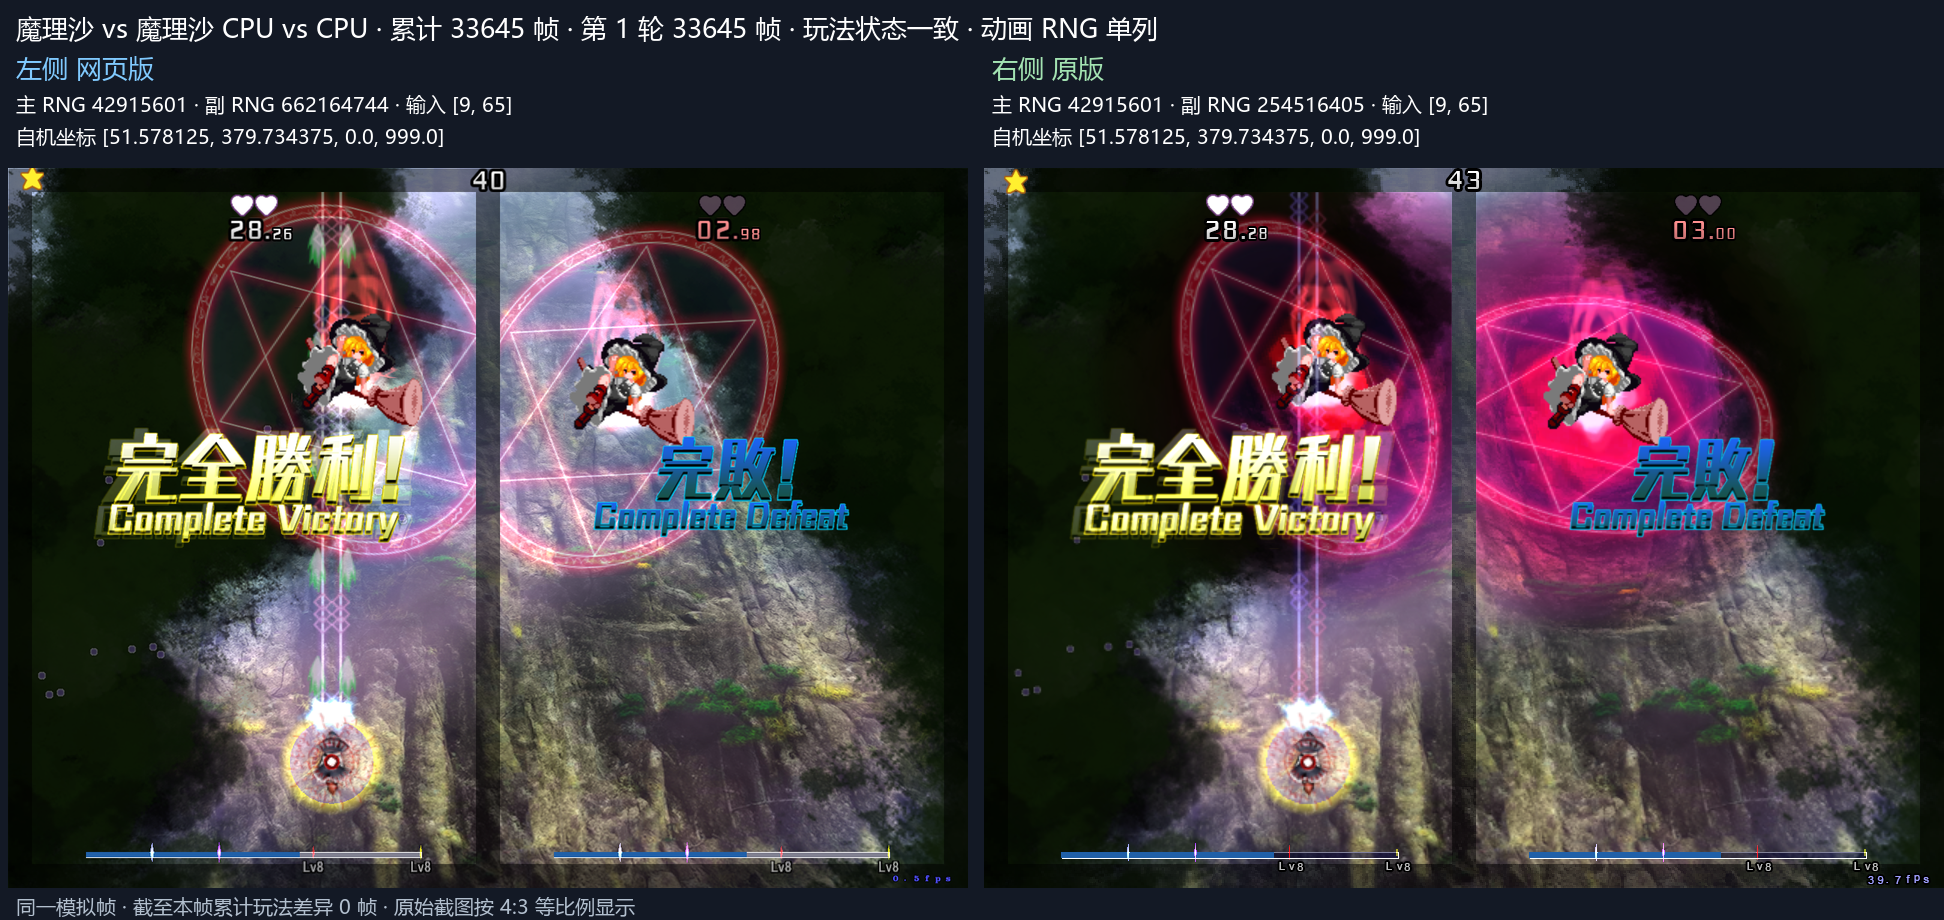 魔理沙 vs 魔理沙 CPU vs CPU · 累计 33645 帧 · 第 1 轮 33645 帧 · 玩法状态一致 · 动画 RNG 单列
左侧 网页版
主 RNG 42915601 · 副 RNG 662164744 · 输入 [9, 65]
自机坐标 [51.578125, 379.734375, 0.0, 999.0]
40
28.26
02.98
完全勝利!
Complete Victory
完敗!
Complete Defeat
Lv8
Lv8
Lv8
Lv8
0.5fps
右侧 原版
主 RNG 42915601 · 副 RNG 254516405 · 输入 [9, 65]
自机坐标 [51.578125, 379.734375, 0.0, 999.0]
43
28.28
03.00
完全勝利!
Complete Victory
完敗!
Complete Defeat
Lv8
Lv8
Lv8
Lv8
39.7fps
同一模拟帧 · 截至本帧累计玩法差异 0 帧 · 原始截图按 4:3 等比例显示